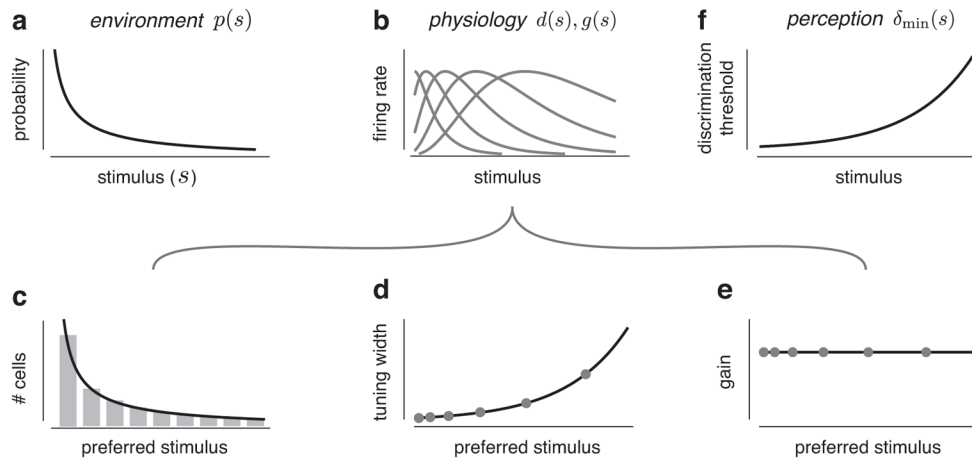 a environment p(s)
probability
stimulus (s)
b physiology d(s), g(s)
firing rate
stimulus
f perception δmin(s)
discrimination
threshold
stimulus
c
# cells
preferred stimulus
d
tuning width
preferred stimulus
e
gain
preferred stimulus